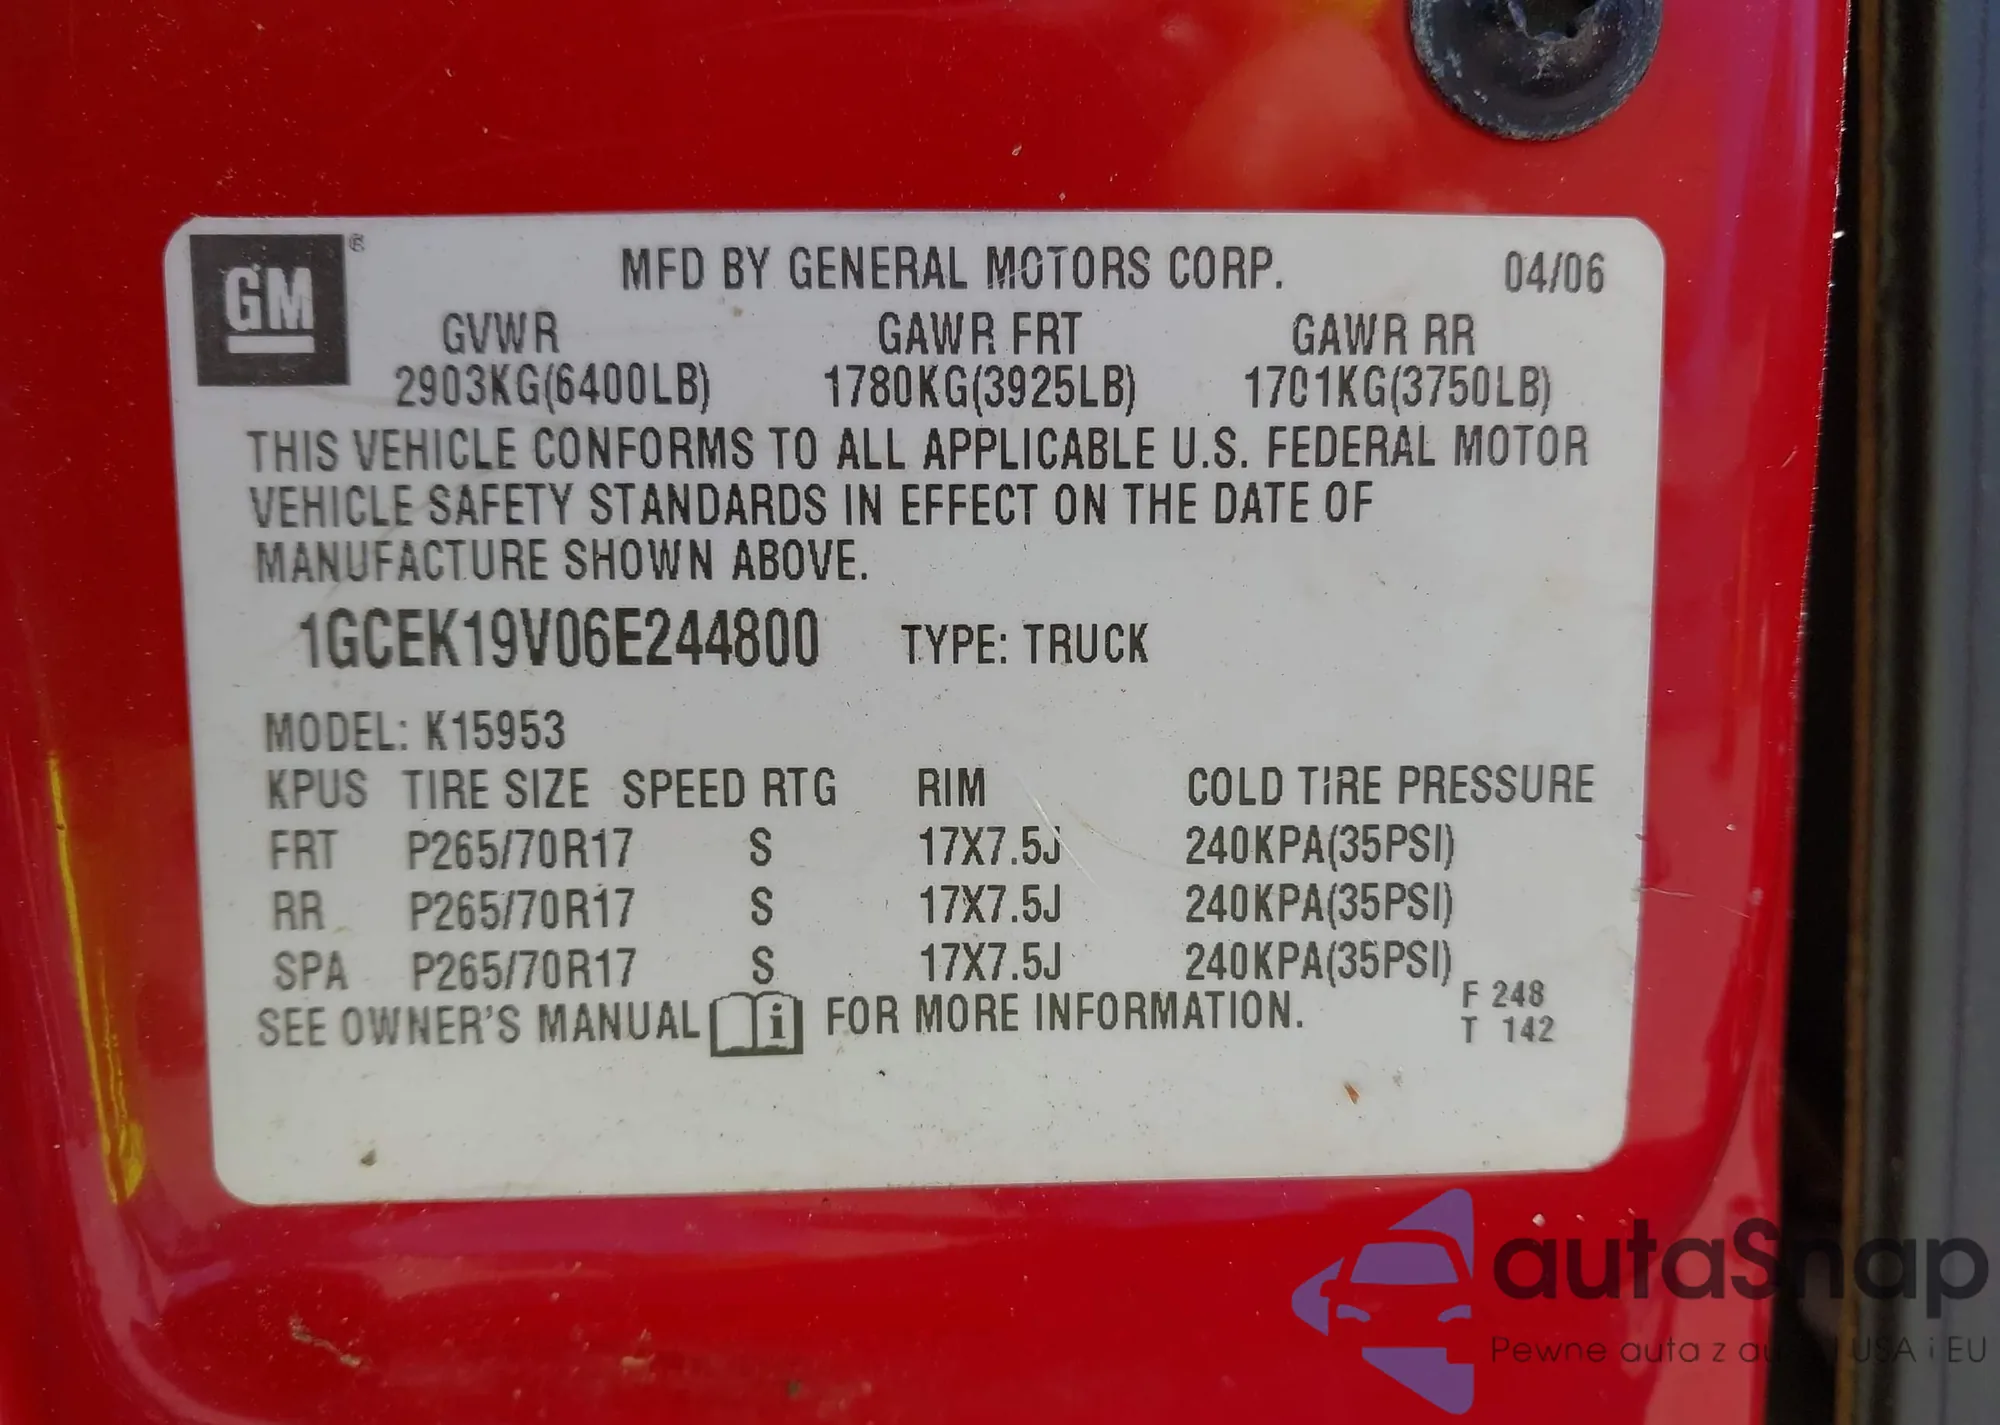 GM ® MFD BY GENERAL MOTORS CORP. 04/06
GVWR GAWR FRT GAWR RR
2903KG(6400LB) 1780KG(3925LB) 1701KG(3750LB)
THIS VEHICLE CONFORMS TO ALL APPLICABLE U.S. FEDERAL MOTOR
VEHICLE SAFETY STANDARDS IN EFFECT ON THE DATE OF
MANUFACTURE SHOWN ABOVE.
1GCEK19V06E244800 TYPE: TRUCK
MODEL: K15953
KPUS TIRE SIZE SPEED RTG RIM COLD TIRE PRESSURE
FRT P265/70R17 S 17X7.5J 240KPA(35PSI)
RR P265/70R17 S 17X7.5J 240KPA(35PSI)
SPA P265/70R17 S 17X7.5J 240KPA(35PSI)
SEE OWNER'S MANUAL i FOR MORE INFORMATION.
F 248
T 142
autaSnap
Pewne auta z USA i EU